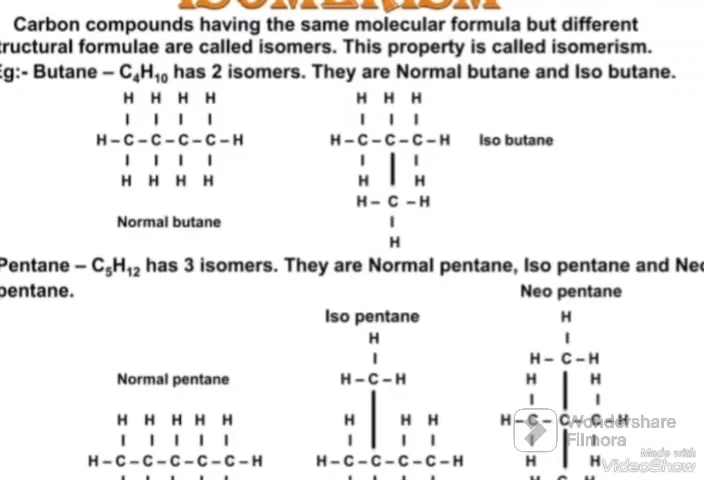 ISOMERISM
Carbon compounds having the same molecular formula but different
tructural formulae are called isomers. This property is called isomerism.
Eg:- Butane – C₄H₁₀ has 2 isomers. They are Normal butane and Iso butane.
H H H H    H H H
H – C – C – C – C – H    H – C – C – C – H    Iso butane
H H H H    H    H
H – C – H
Normal butane
H
Pentane – C₅H₁₂ has 3 isomers. They are Normal pentane, Iso pentane and Neo
pentane.    Neo pentane
Iso pentane    H
H
H – C – H
Normal pentane    H – C – H    H    H
H H H H H    H    H H    H – C – C – C – H
Wondershare
Filmora
H – C – C – C – C – C – H    H – C – C – C – C – H    H    H
Made with
VideoShow
H C H